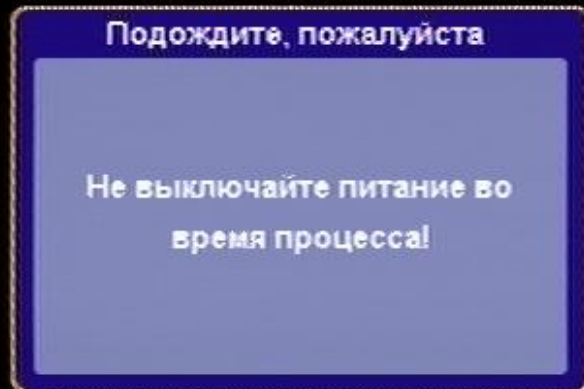 Подождите, пожалуйста
Не выключайте питание во
время процесса!